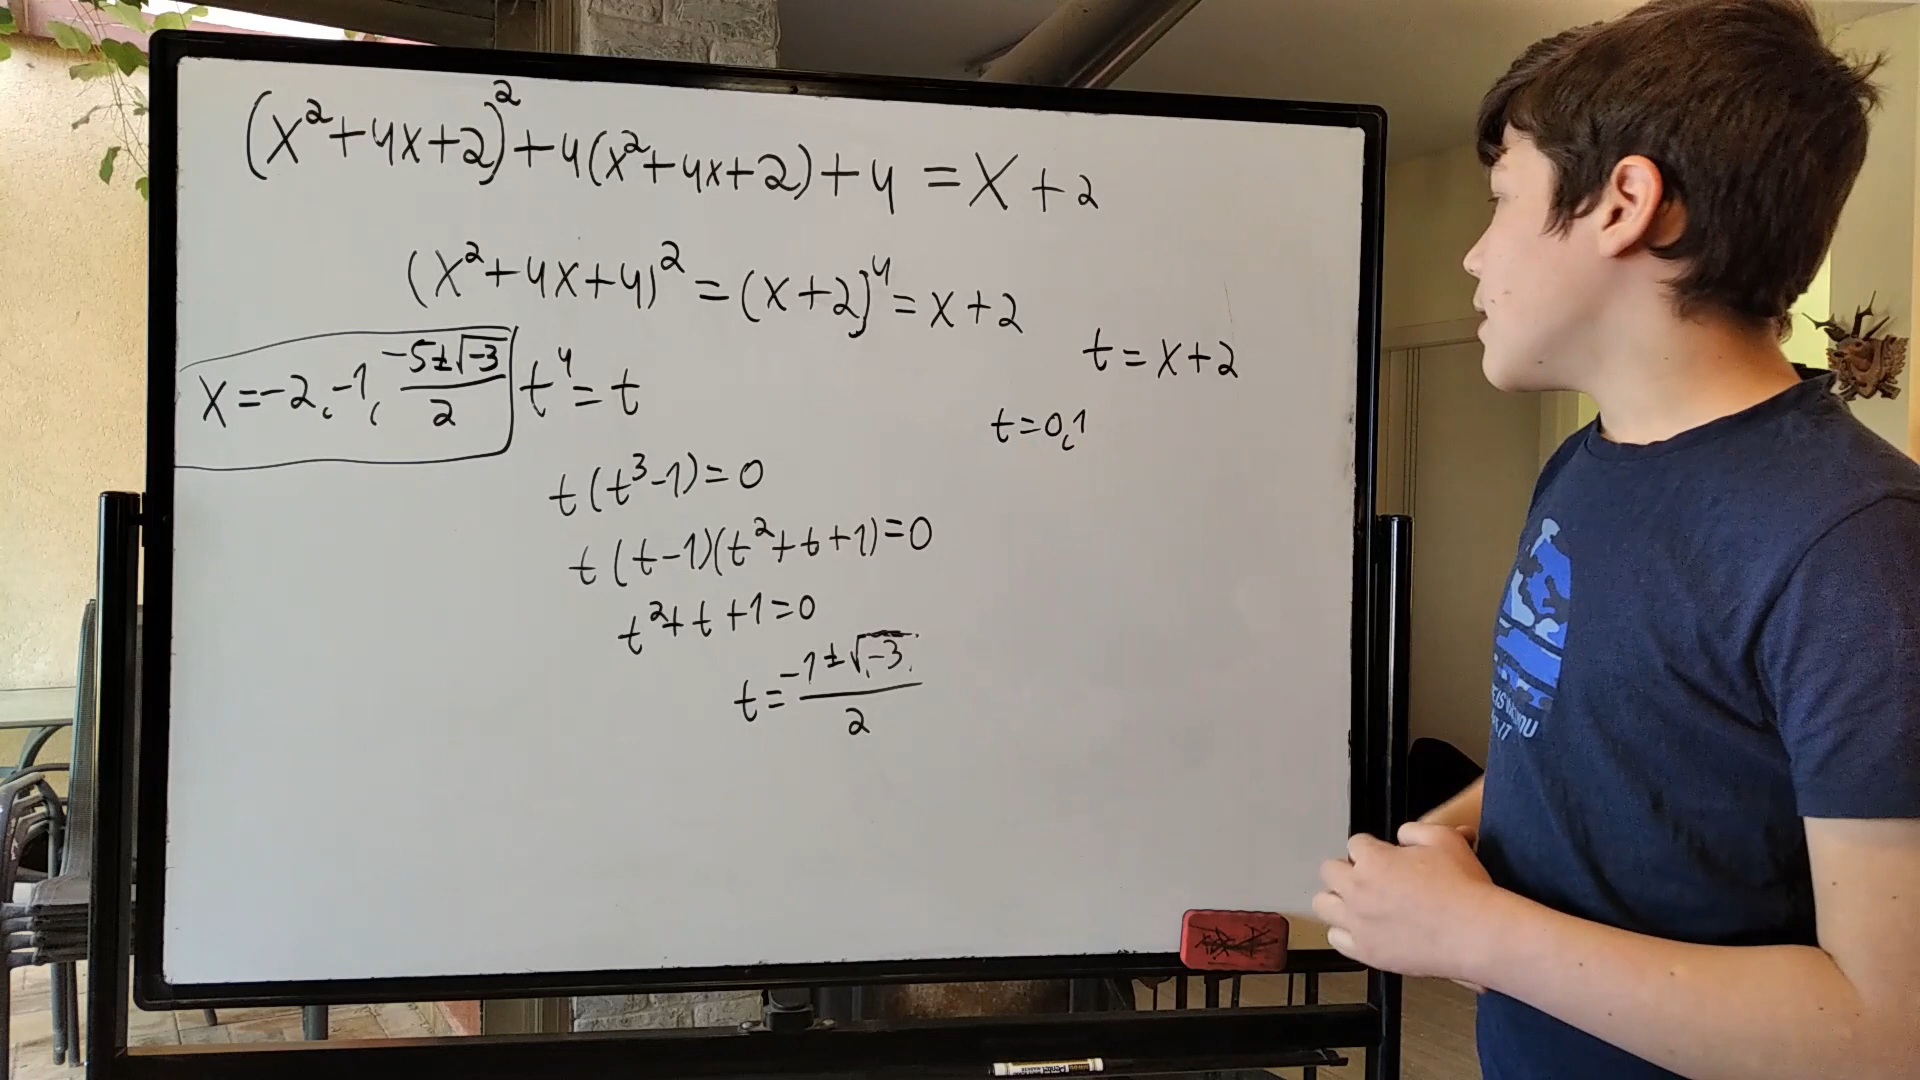 (x²+4x+2)²+4(x²+4x+2)+4=x+2
(x²+4x+4)²=(x+2)⁴=x+2
t=x+2
x=-2,-1,(-5±√-3)/2
t⁴=t
t=0,1
t(t³-1)=0
t(t-1)(t²+t+1)=0
t²+t+1=0
t=(-1±√-3)/2